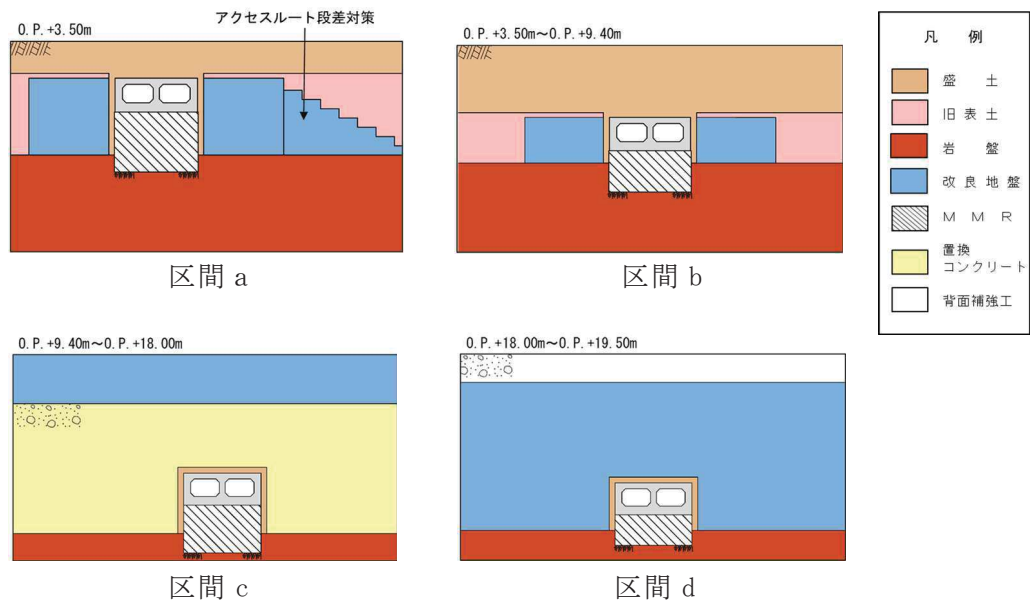 アクセスルート段差対策
O.P.+3.50m
区間 a
O.P.+3.50m～O.P.+9.40m
区間 b
凡 例
盛 土
旧 表 土
岩 盤
改 良 地 盤
M M R
置換
コンクリート
背面補強工
O.P.+9.40m～O.P.+18.00m
区間 c
O.P.+18.00m～O.P.+19.50m
区間 d